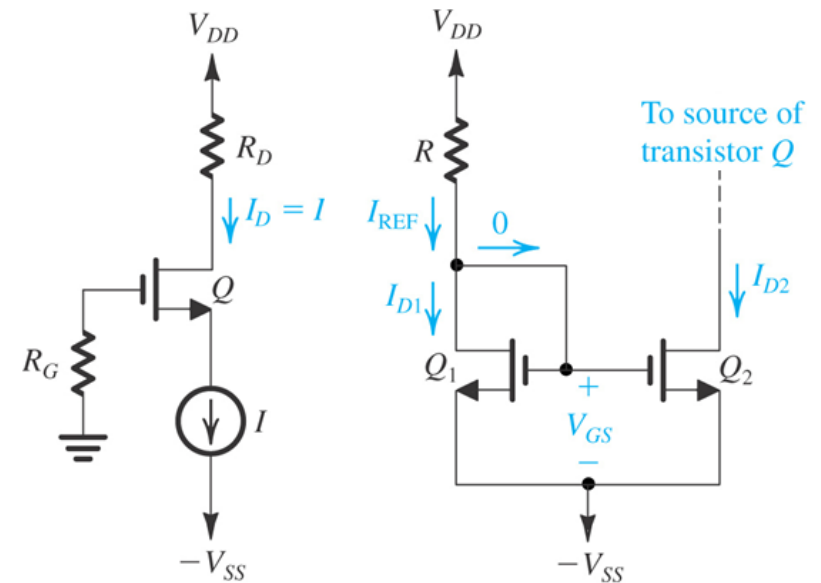 V_DD
R_D
I_D = I
Q
R_G
I
−V_SS
V_DD
To source of
transistor Q
R
I_REF
0
I_D1
I_D2
Q_1
Q_2
+
V_GS
−
−V_SS